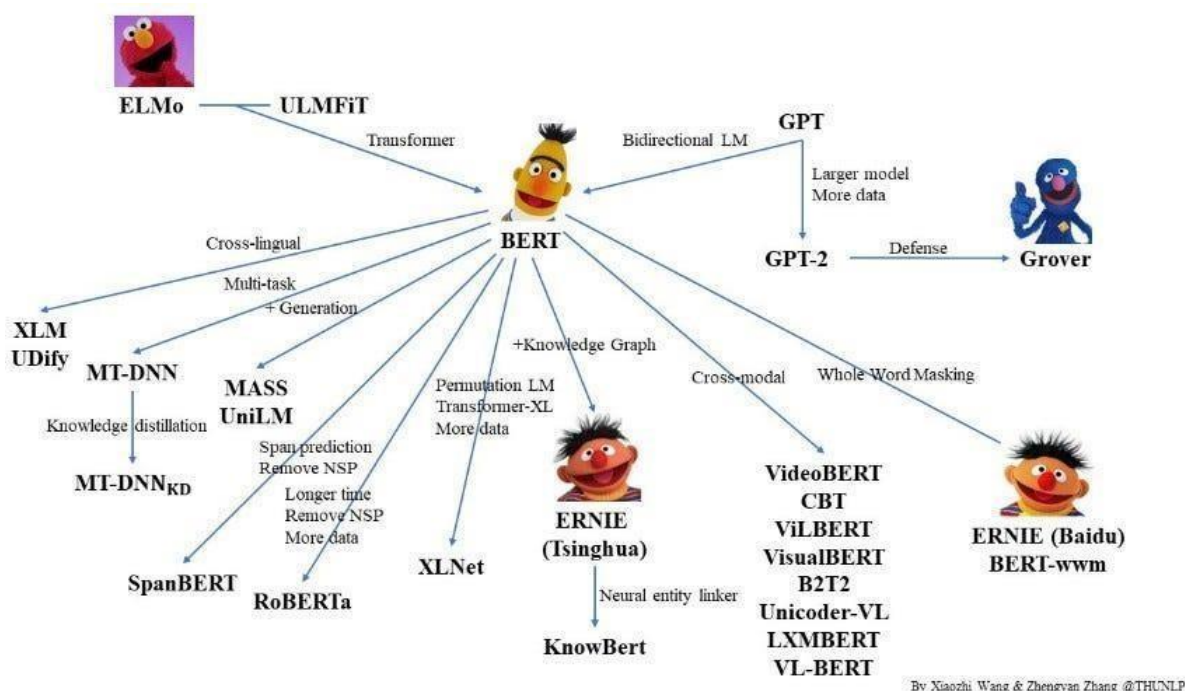 ELMo
ULMFiT
GPT
Transformer
Bidirectional LM
Larger model
More data
BERT
GPT-2
Defense
Grover
Cross-lingual
Multi-task
+ Generation
XLM
UDify
MT-DNN
MASS
UniLM
+Knowledge Graph
Cross-modal
Whole Word Masking
Permutation LM
Transformer-XL
More data
Knowledge distillation
MT-DNNKD
Span prediction
Remove NSP
Longer time
Remove NSP
More data
SpanBERT
RoBERTa
XLNet
ERNIE
(Tsinghua)
Neural entity linker
KnowBert
VideoBERT
CBT
ViLBERT
VisualBERT
B2T2
Unicoder-VL
LXMBERT
VL-BERT
ERNIE (Baidu)
BERT-wwm
By Xiaozhi Wang & Zhengyan Zhang @THUNLP